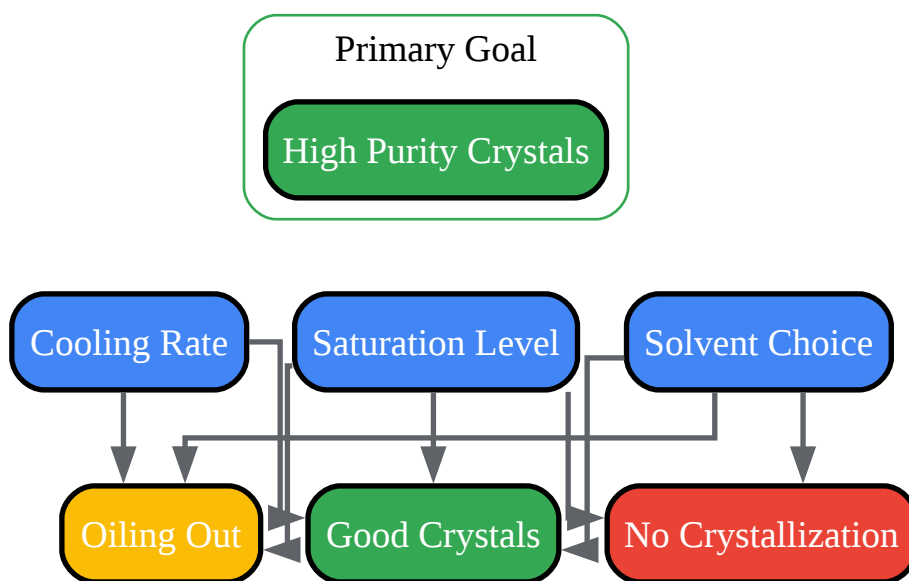 Primary Goal
High Purity Crystals
Cooling Rate
Saturation Level
Solvent Choice
Oiling Out
Good Crystals
No Crystallization